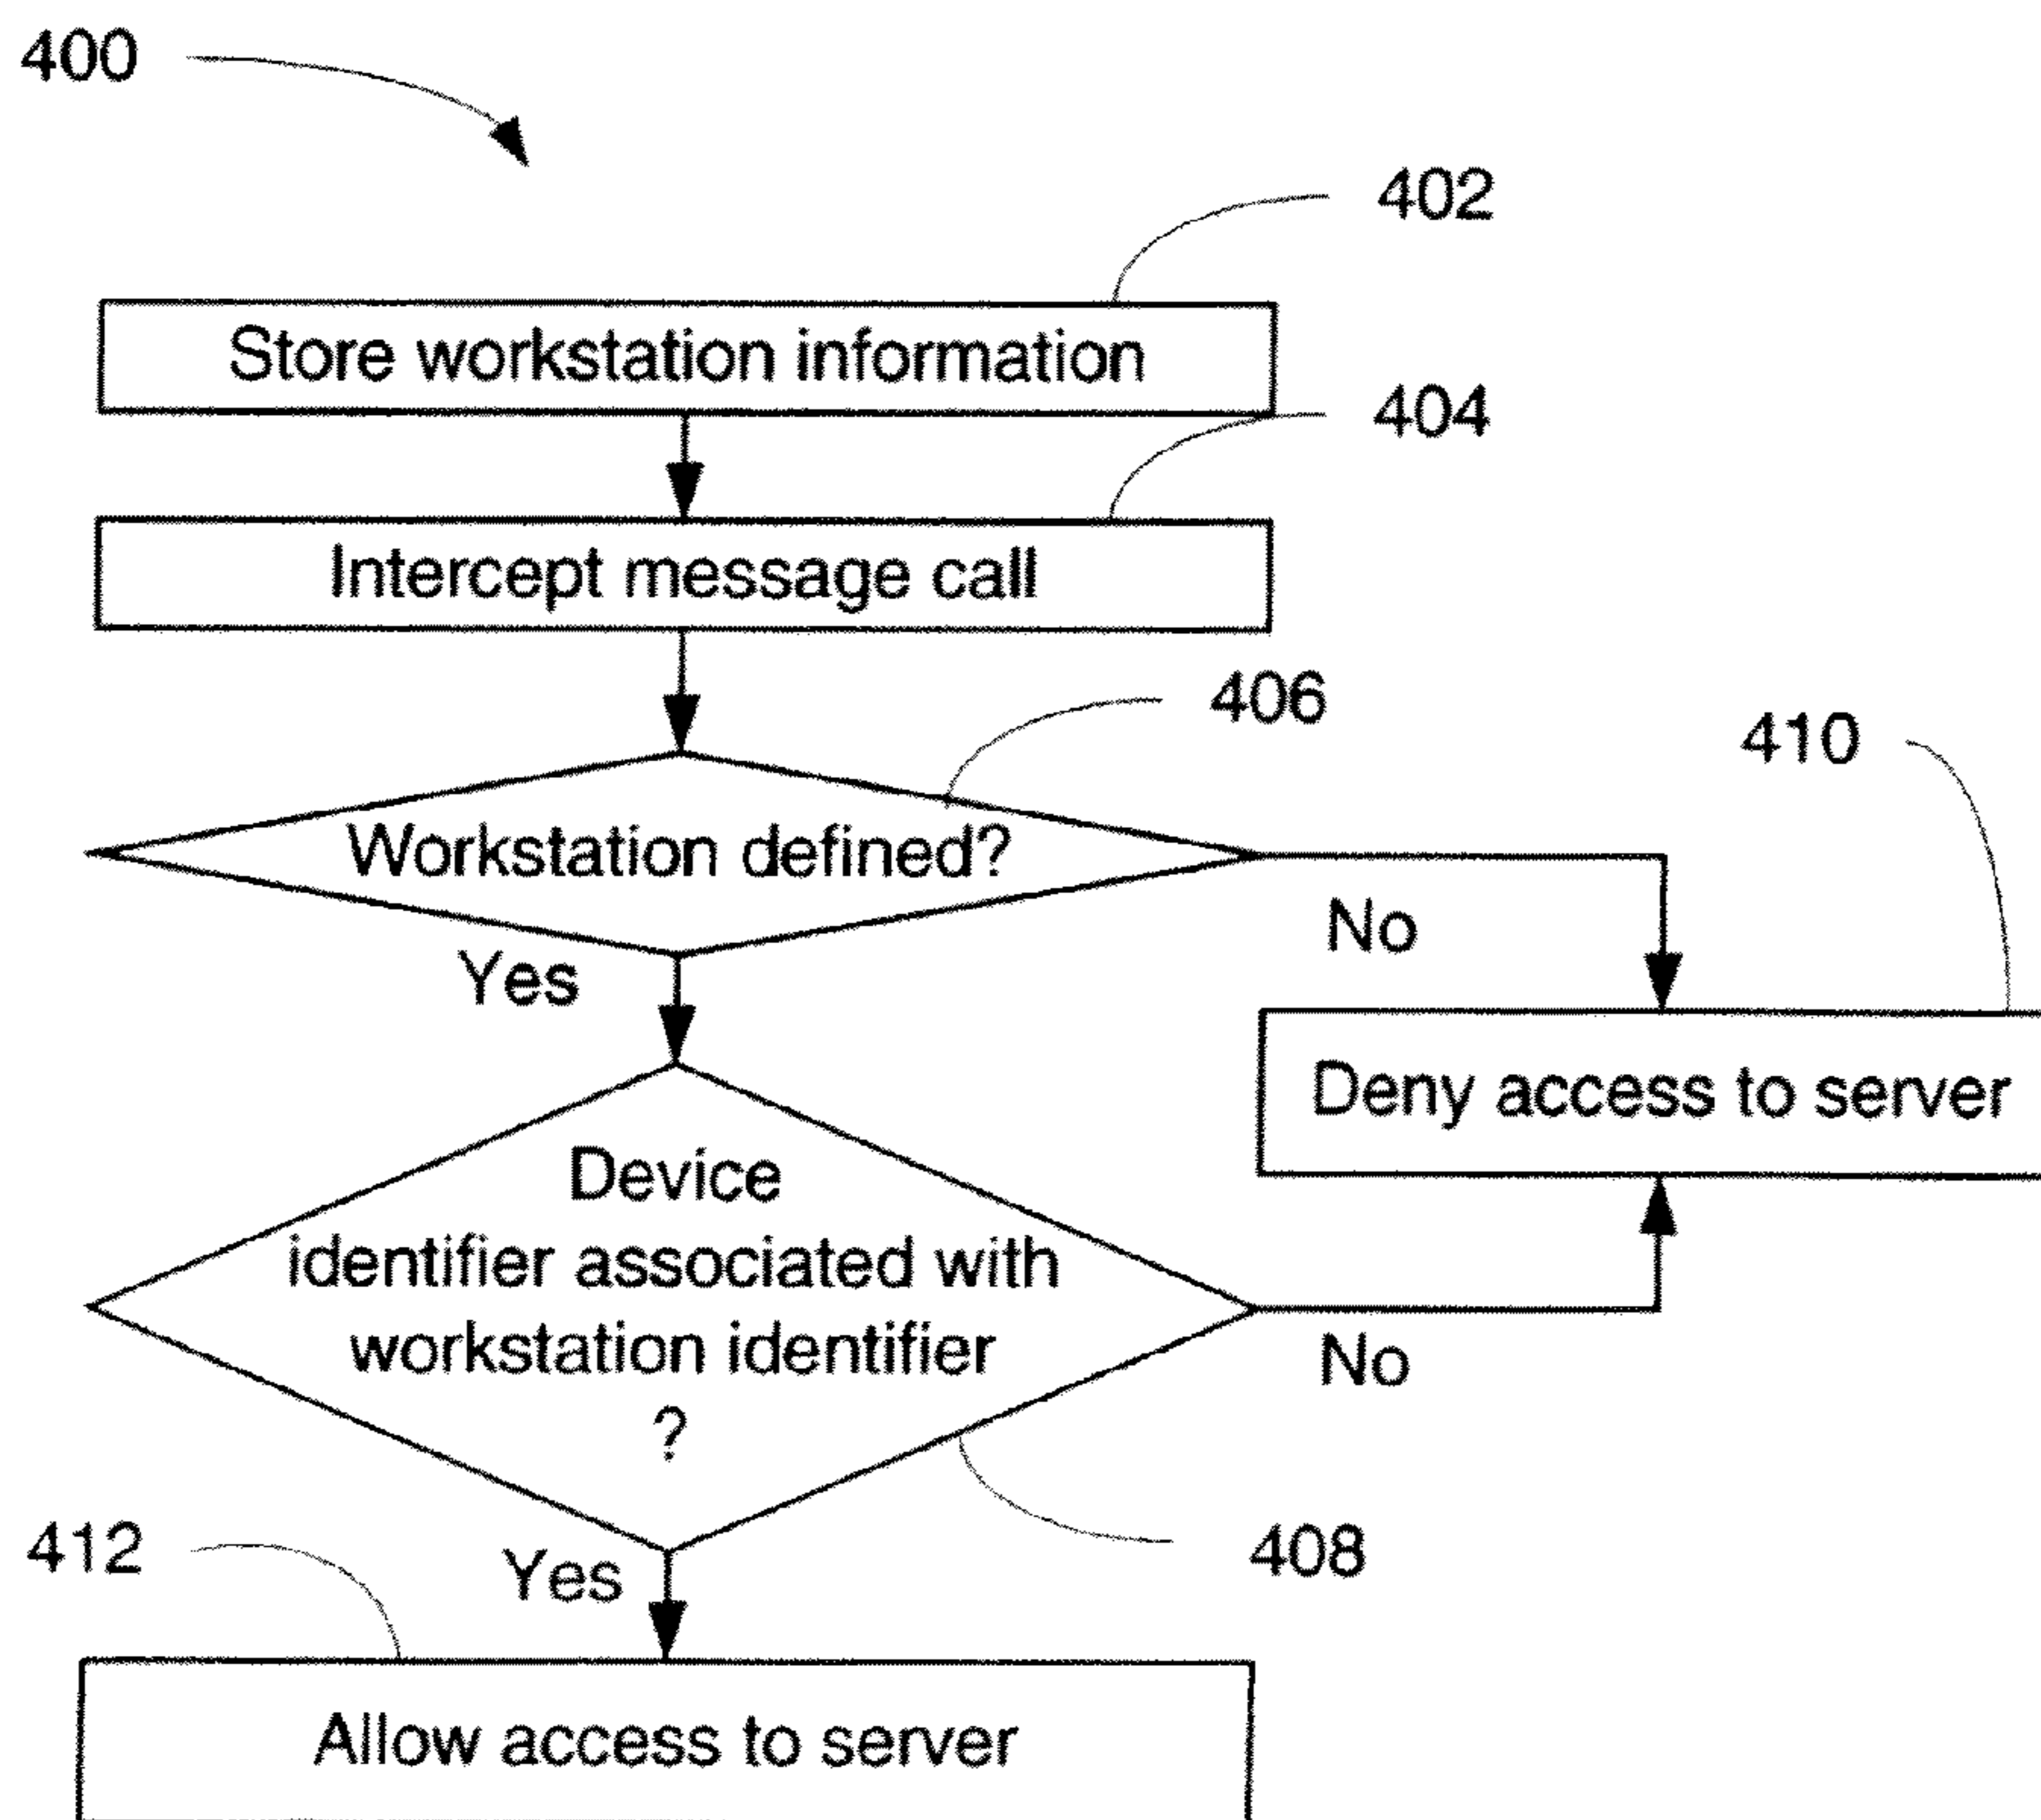 400
402
Store workstation information
404
Intercept message call
406
410
Workstation defined?
No
Yes
Deny access to server
Device
identifier associated with
workstation identifier
?
No
408
412
Yes
Allow access to server